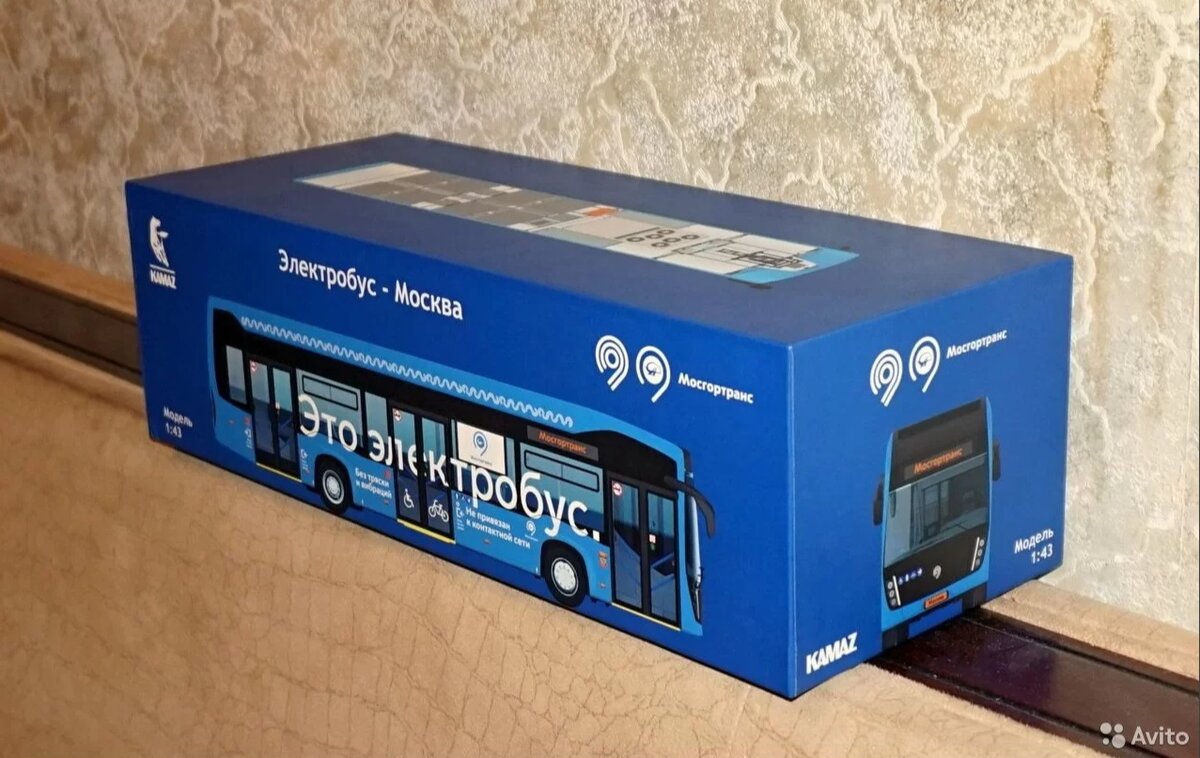 KAMAZ
Электробус - Москва
Мосгортранс
Модель
1:43
Мосгортранс
Это электробус.
Без тряски
и вибраций
Не привязан
к контактной сети
Мосгортранс
Мосгортранс
Модель
1:43
KAMAZ
Avito